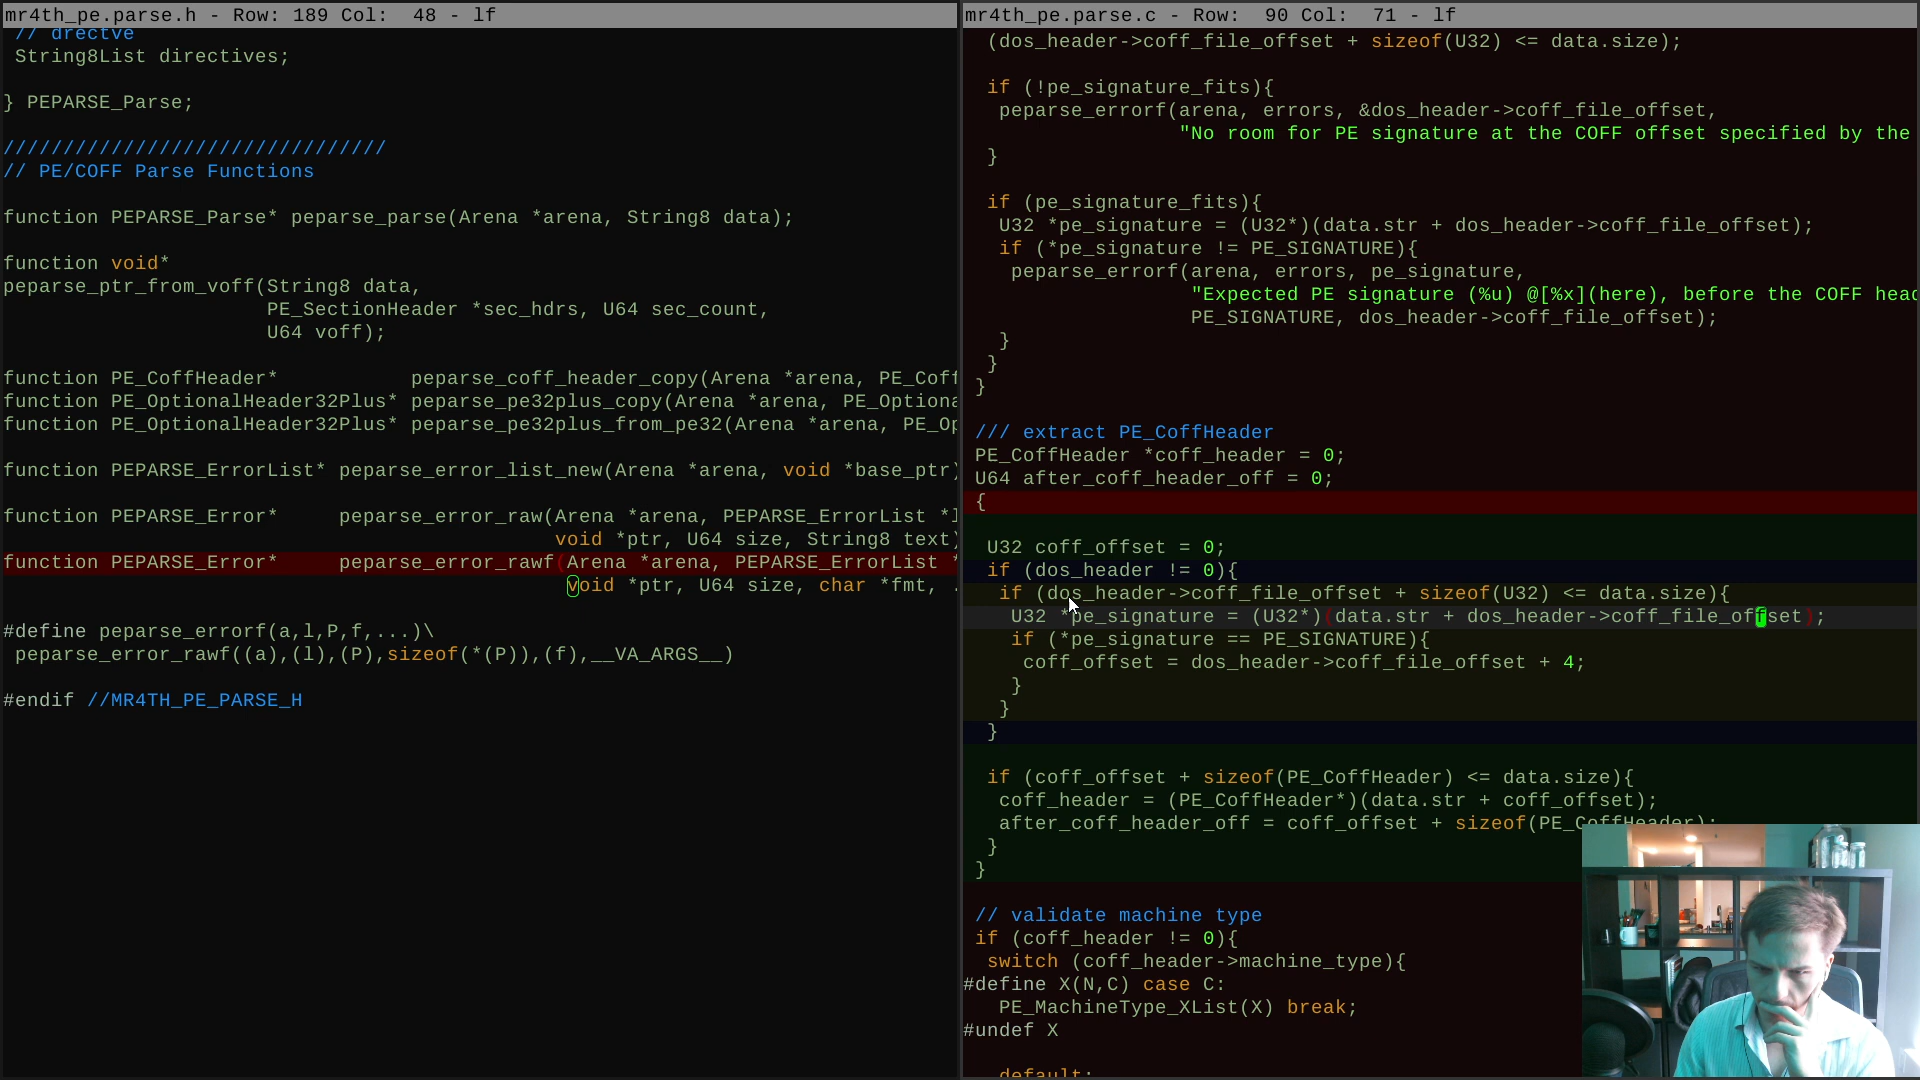 mr4th_pe.parse.h - Row: 189 Col:  48 - lf
// drectve
String8List directives;
} PEPARSE_Parse;
////////////////////////////////
// PE/COFF Parse Functions
function PEPARSE_Parse* peparse_parse(Arena *arena, String8 data);
function void*
peparse_ptr_from_voff(String8 data,
PE_SectionHeader *sec_hdrs, U64 sec_count,
U64 voff);
function PE_CoffHeader*           peparse_coff_header_copy(Arena *arena, PE_Coff
function PE_OptionalHeader32Plus* peparse_pe32plus_copy(Arena *arena, PE_Optiona
function PE_OptionalHeader32Plus* peparse_pe32plus_from_pe32(Arena *arena, PE_Op
function PEPARSE_ErrorList* peparse_error_list_new(Arena *arena, void *base_ptr)
function PEPARSE_Error*     peparse_error_raw(Arena *arena, PEPARSE_ErrorList *l
void *ptr, U64 size, String8 text)
function PEPARSE_Error*     peparse_error_rawf(Arena *arena, PEPARSE_ErrorList *
void *ptr, U64 size, char *fmt, .
#define peparse_errorf(a,l,P,f,...)\
peparse_error_rawf((a),(l),(P),sizeof(*(P)),(f),__VA_ARGS__)
#endif //MR4TH_PE_PARSE_H
mr4th_pe.parse.c - Row:  90 Col:  71 - lf
(dos_header->coff_file_offset + sizeof(U32) <= data.size);
if (!pe_signature_fits){
peparse_errorf(arena, errors, &dos_header->coff_file_offset,
"No room for PE signature at the COFF offset specified by the
}
if (pe_signature_fits){
U32 *pe_signature = (U32*)(data.str + dos_header->coff_file_offset);
if (*pe_signature != PE_SIGNATURE){
peparse_errorf(arena, errors, pe_signature,
"Expected PE signature (%u) @[%x](here), before the COFF head
PE_SIGNATURE, dos_header->coff_file_offset);
}
}
}
/// extract PE_CoffHeader
PE_CoffHeader *coff_header = 0;
U64 after_coff_header_off = 0;
{
U32 coff_offset = 0;
if (dos_header != 0){
if (dos_header->coff_file_offset + sizeof(U32) <= data.size){
U32 *pe_signature = (U32*)(data.str + dos_header->coff_file_offset);
if (*pe_signature == PE_SIGNATURE){
coff_offset = dos_header->coff_file_offset + 4;
}
}
}
if (coff_offset + sizeof(PE_CoffHeader) <= data.size){
coff_header = (PE_CoffHeader*)(data.str + coff_offset);
after_coff_header_off = coff_offset + sizeof(PE_CoffHeader);
}
}
// validate machine type
if (coff_header != 0){
switch (coff_header->machine_type){
#define X(N,C) case C:
PE_MachineType_XList(X) break;
#undef X
default: